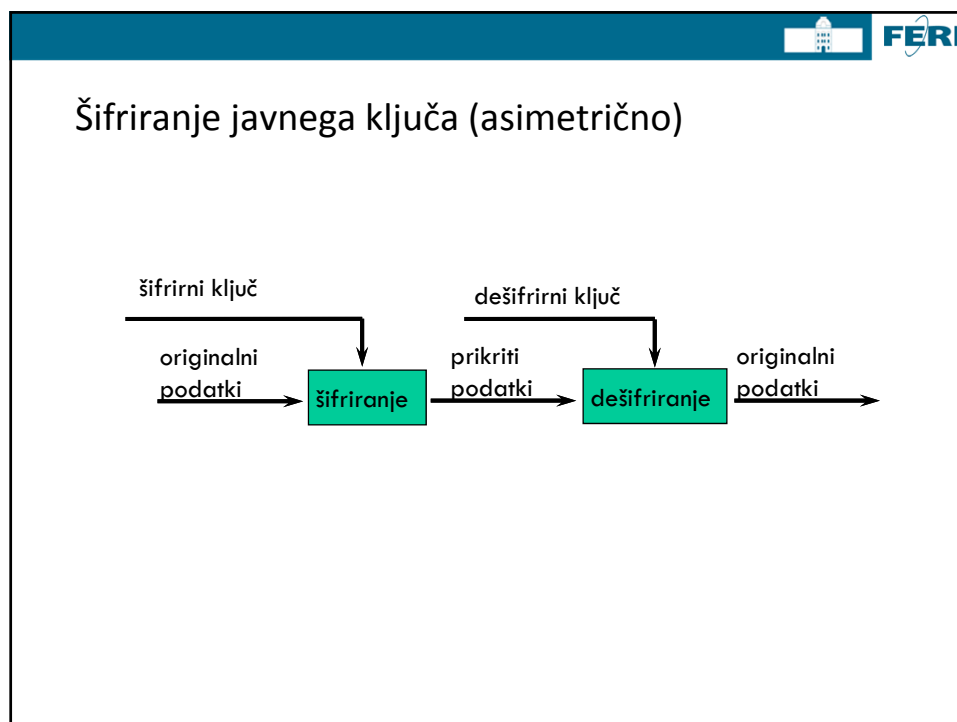 FERI
Šifriranje javnega ključa (asimetrično)
šifrirni ključ
dešifrirni ključ
originalni
podatki
šifriranje
prikriti
podatki
dešifriranje
originalni
podatki